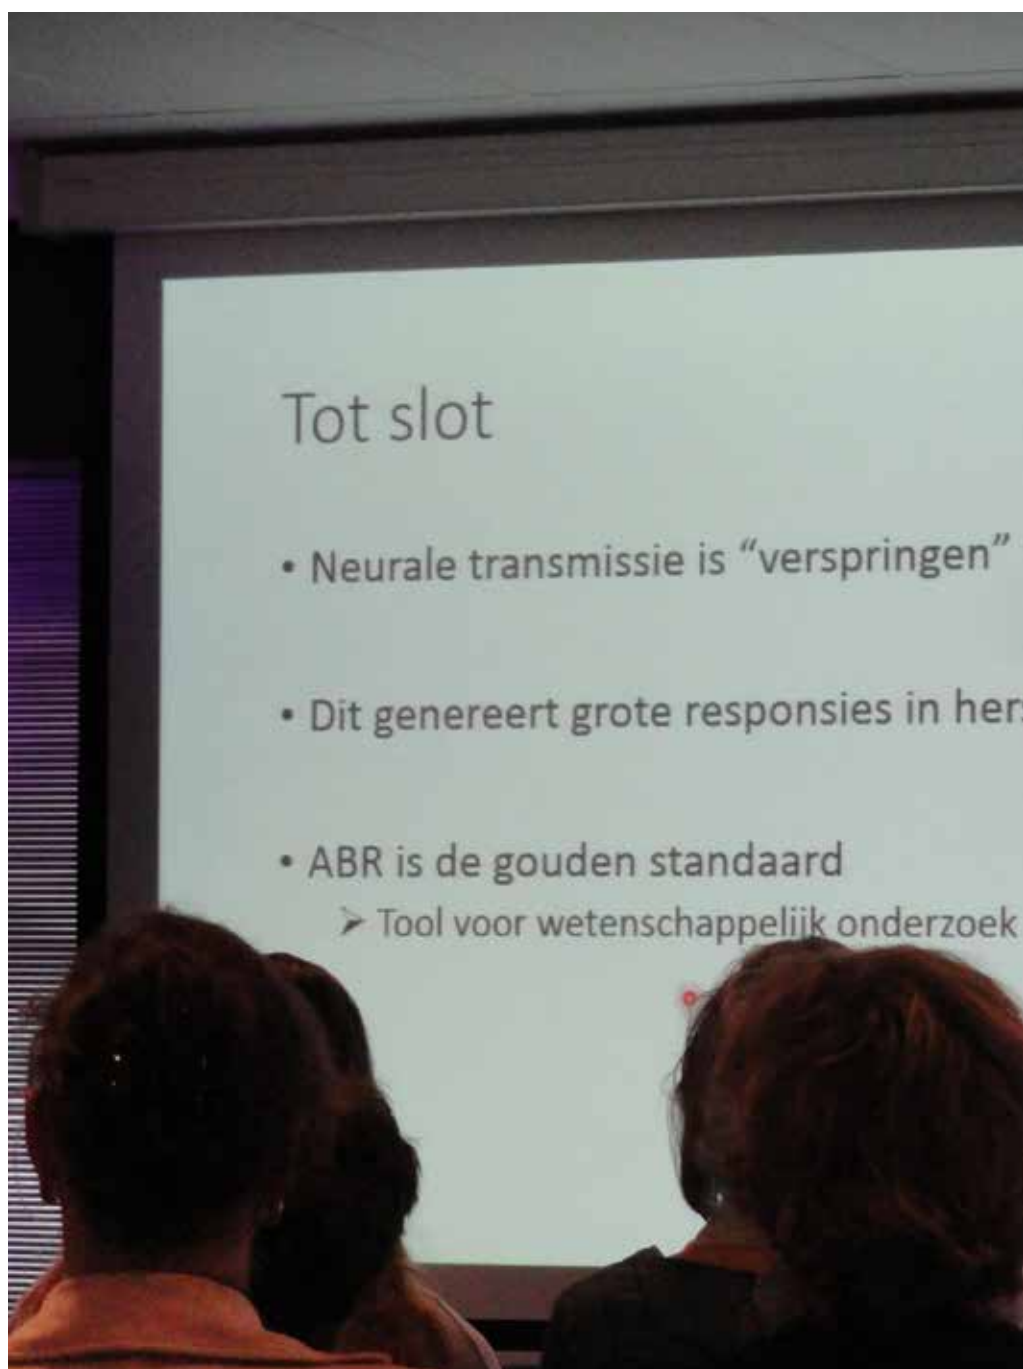 Tot slot
• Neurale transmissie is “verspringen”
• Dit genereert grote responsies in
• ABR is de gouden standaard
➤ Tool voor wetenschappelijk onderzoek